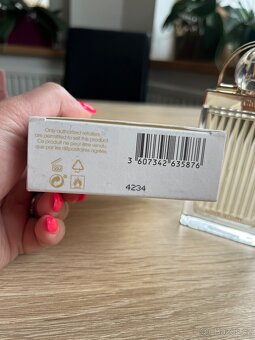 Only authorized retailers
are permitted to sell this product
Ce produit ne peut être vendu
que par les dépositaires agréés.
3 607342 635876
4234